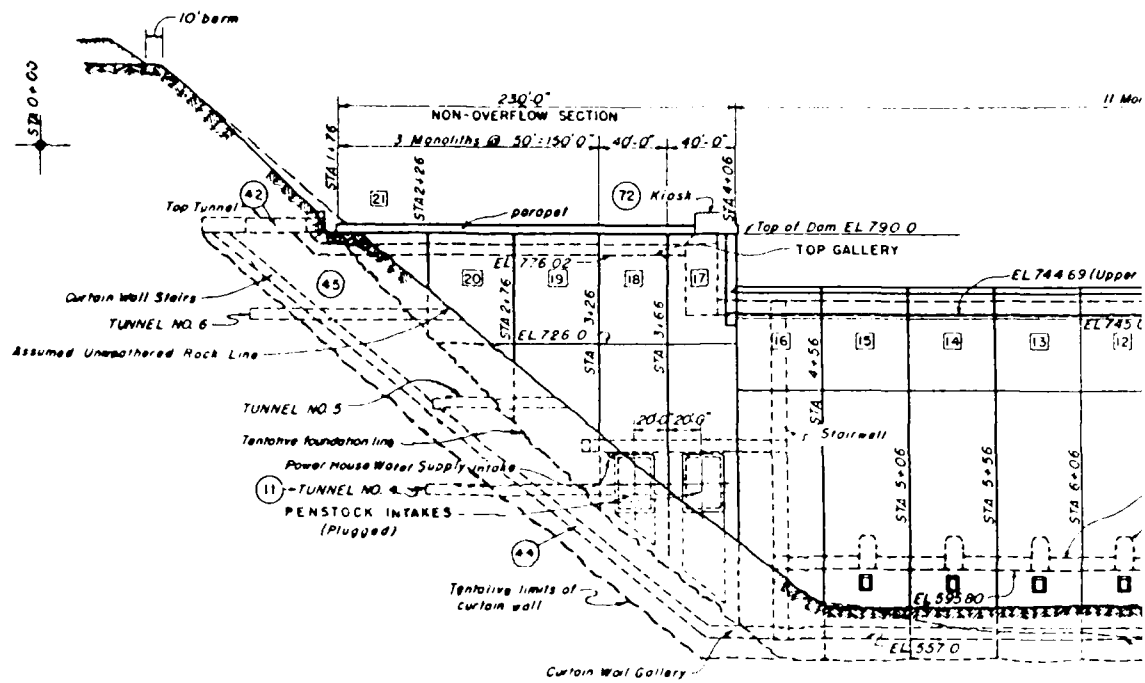 10' berm
STA 0+00
230'-0"
NON-OVERFLOW SECTION
3 Monoliths @ 50'=150'0"
40'-0"
40'-0"
STA 1+76
STA 2+26
STA 4+06
21
42
72
Kiosk
Top Tunnel
parapet
Top of Dam EL 790 0
TOP GALLERY
EL 776 02
EL 744 69 (Upper
45
20
19
18
17
Curtain Wall Stairs
TUNNEL NO. 6
STA 2+76
STA 3+26
STA 3+66
EL 726 0
EL 745.0
16
15
14
13
12
Assumed Unweathered Rock Line
STA 4+56
TUNNEL NO. 5
20'-0" 20'-0"
Tentative foundation line
Stairwell
Power House Water Supply Intake
11
TUNNEL NO. 4
PENSTOCK INTAKES
(Plugged)
STA 5+06
STA 5+56
STA 6+06
44
Tentative limits of
curtain wall
EL 595 80
EL 557 0
Curtain Wall Gallery